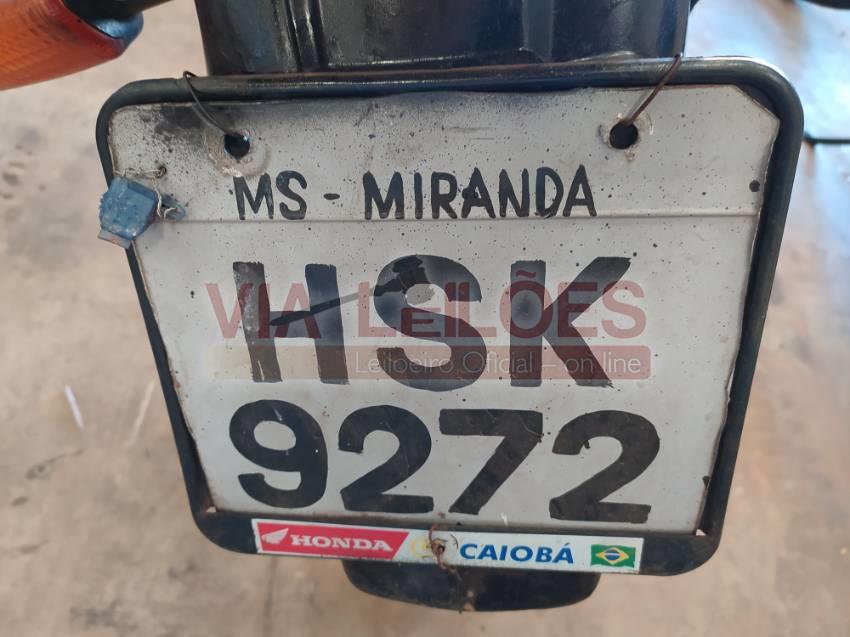 MS - MIRANDA
HSK
VIA LEILÕES
Leiloeiro Oficial - on-line
9272
HONDA CAIOBÁ